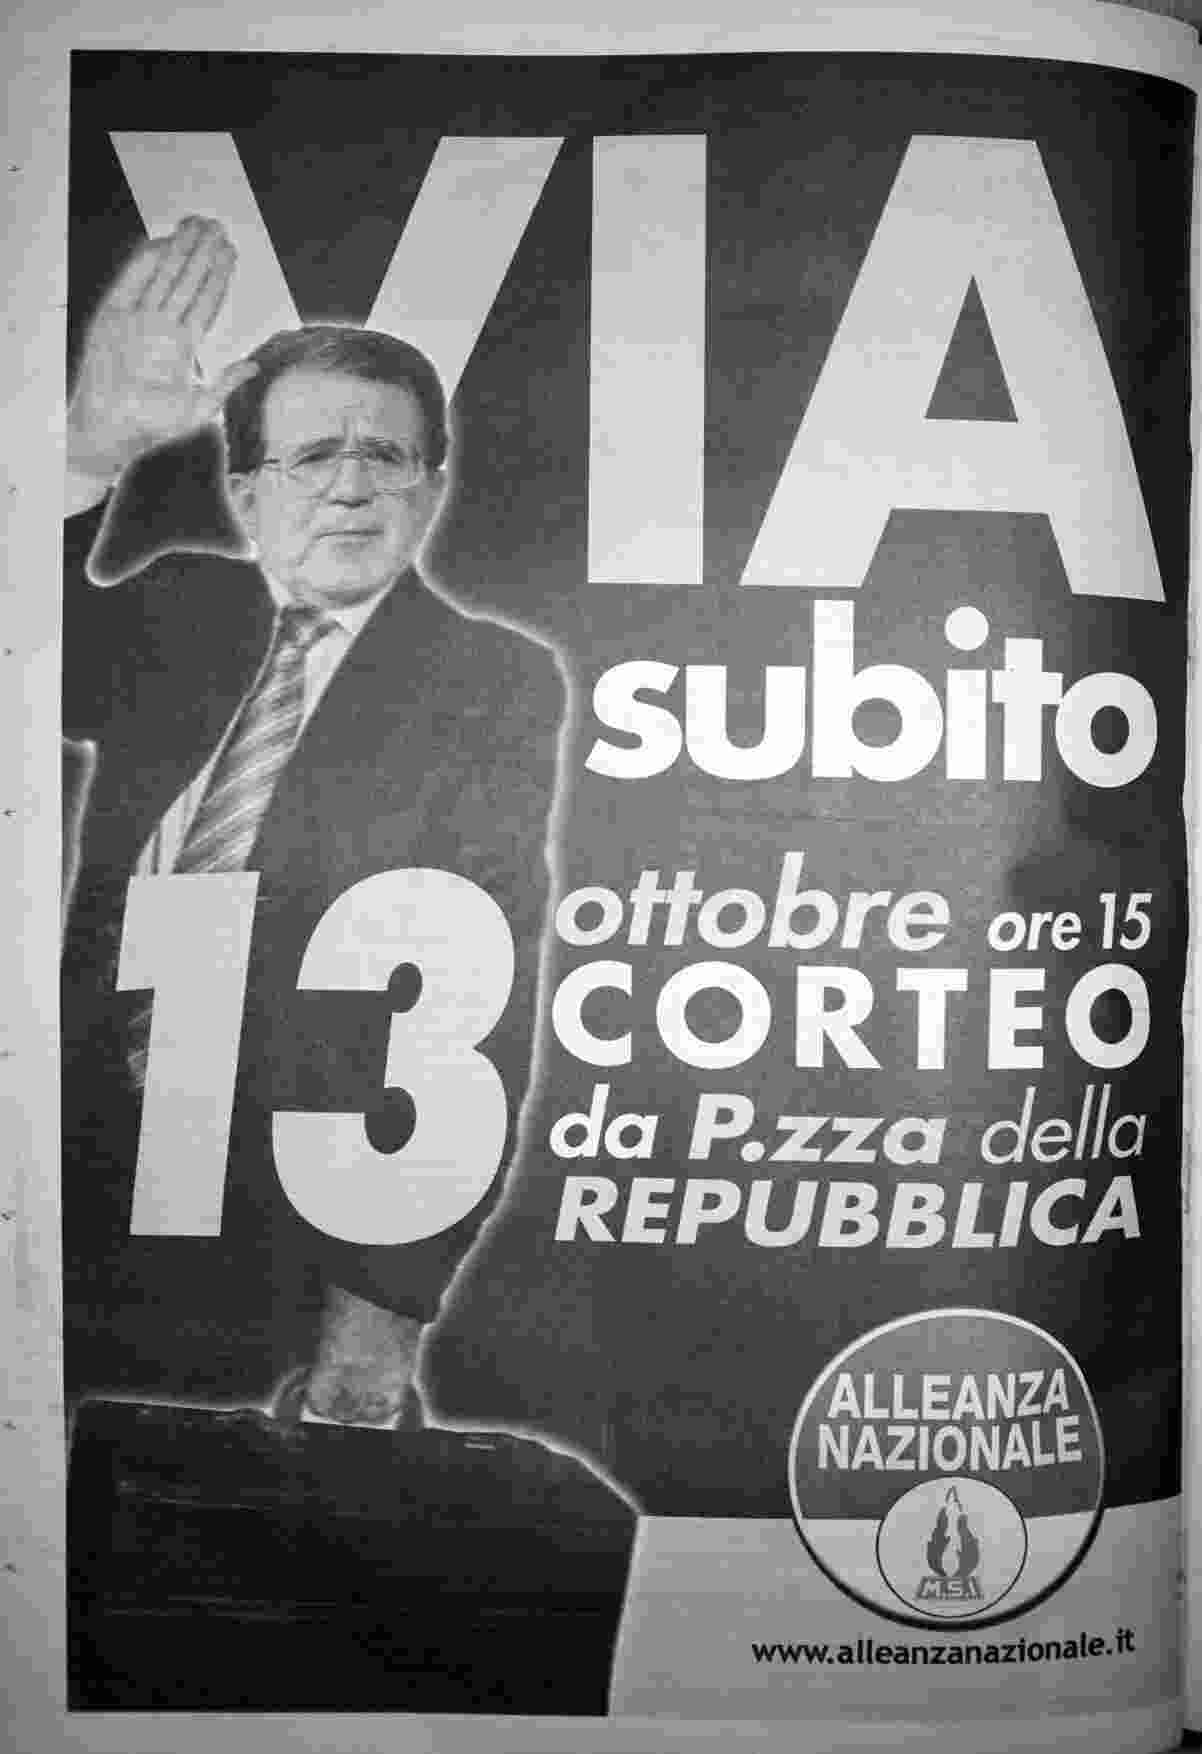 VIA
subito
13
ottobre ore 15
CORTEO
da P.zza della
REPUBBLICA
ALLEANZA
NAZIONALE
M.S.I.
www.alleanzanazionale.it